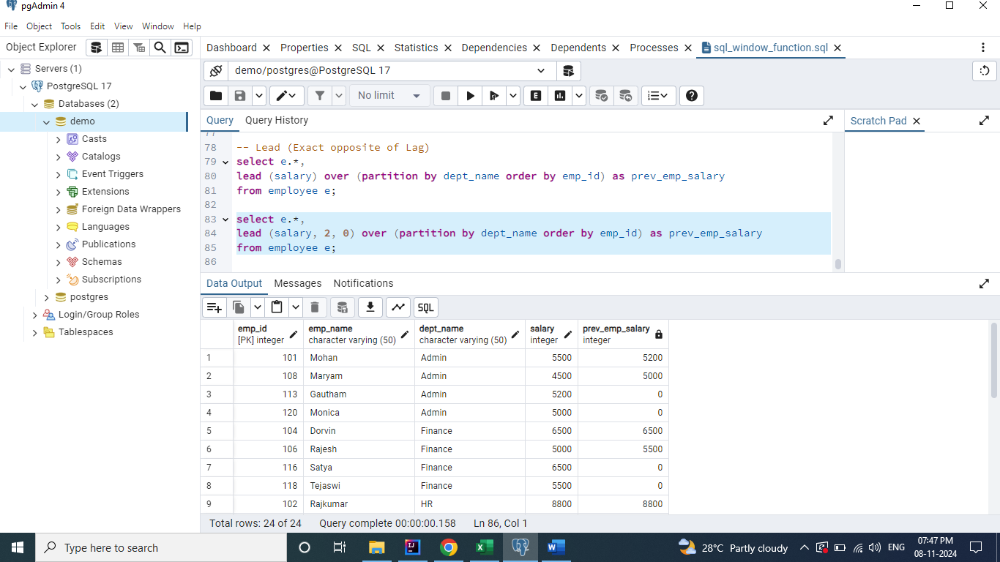 pgAdmin 4
File Object Tools Edit View Window Help
Object Explorer
Dashboard Properties SQL Statistics Dependencies Dependents Processes sql_window_function.sql
Servers (1)
PostgreSQL 17
Databases (2)
demo
Casts
Catalogs
Event Triggers
Extensions
Foreign Data Wrappers
Languages
Publications
Schemas
Subscriptions
postgres
Login/Group Roles
Tablespaces
demo/postgres@PostgreSQL 17
No limit
E
Query Query History
Scratch Pad
77
78 -- Lead (Exact opposite of Lag)
79 select e.*,
80 lead (salary) over (partition by dept_name order by emp_id) as prev_emp_salary
81 from employee e;
82
83 select e.*,
84 lead (salary, 2, 0) over (partition by dept_name order by emp_id) as prev_emp_salary
85 from employee e;
86
Data Output Messages Notifications
SQL
emp_id emp_name dept_name salary prev_emp_salary
[PK] integer character varying (50) character varying (50) integer integer
1 101 Mohan Admin 5500 5200
2 108 Maryam Admin 4500 5000
3 113 Gautham Admin 5200 0
4 120 Monica Admin 5000 0
5 104 Dorvin Finance 6500 6500
6 106 Rajesh Finance 5000 5500
7 116 Satya Finance 6500 0
8 118 Tejaswi Finance 5500 0
9 102 Rajkumar HR 8800 8800
Total rows: 24 of 24 Query complete 00:00:00.158 Ln 86, Col 1
Type here to search
28°C Partly cloudy
ENG
07:47 PM
08-11-2024